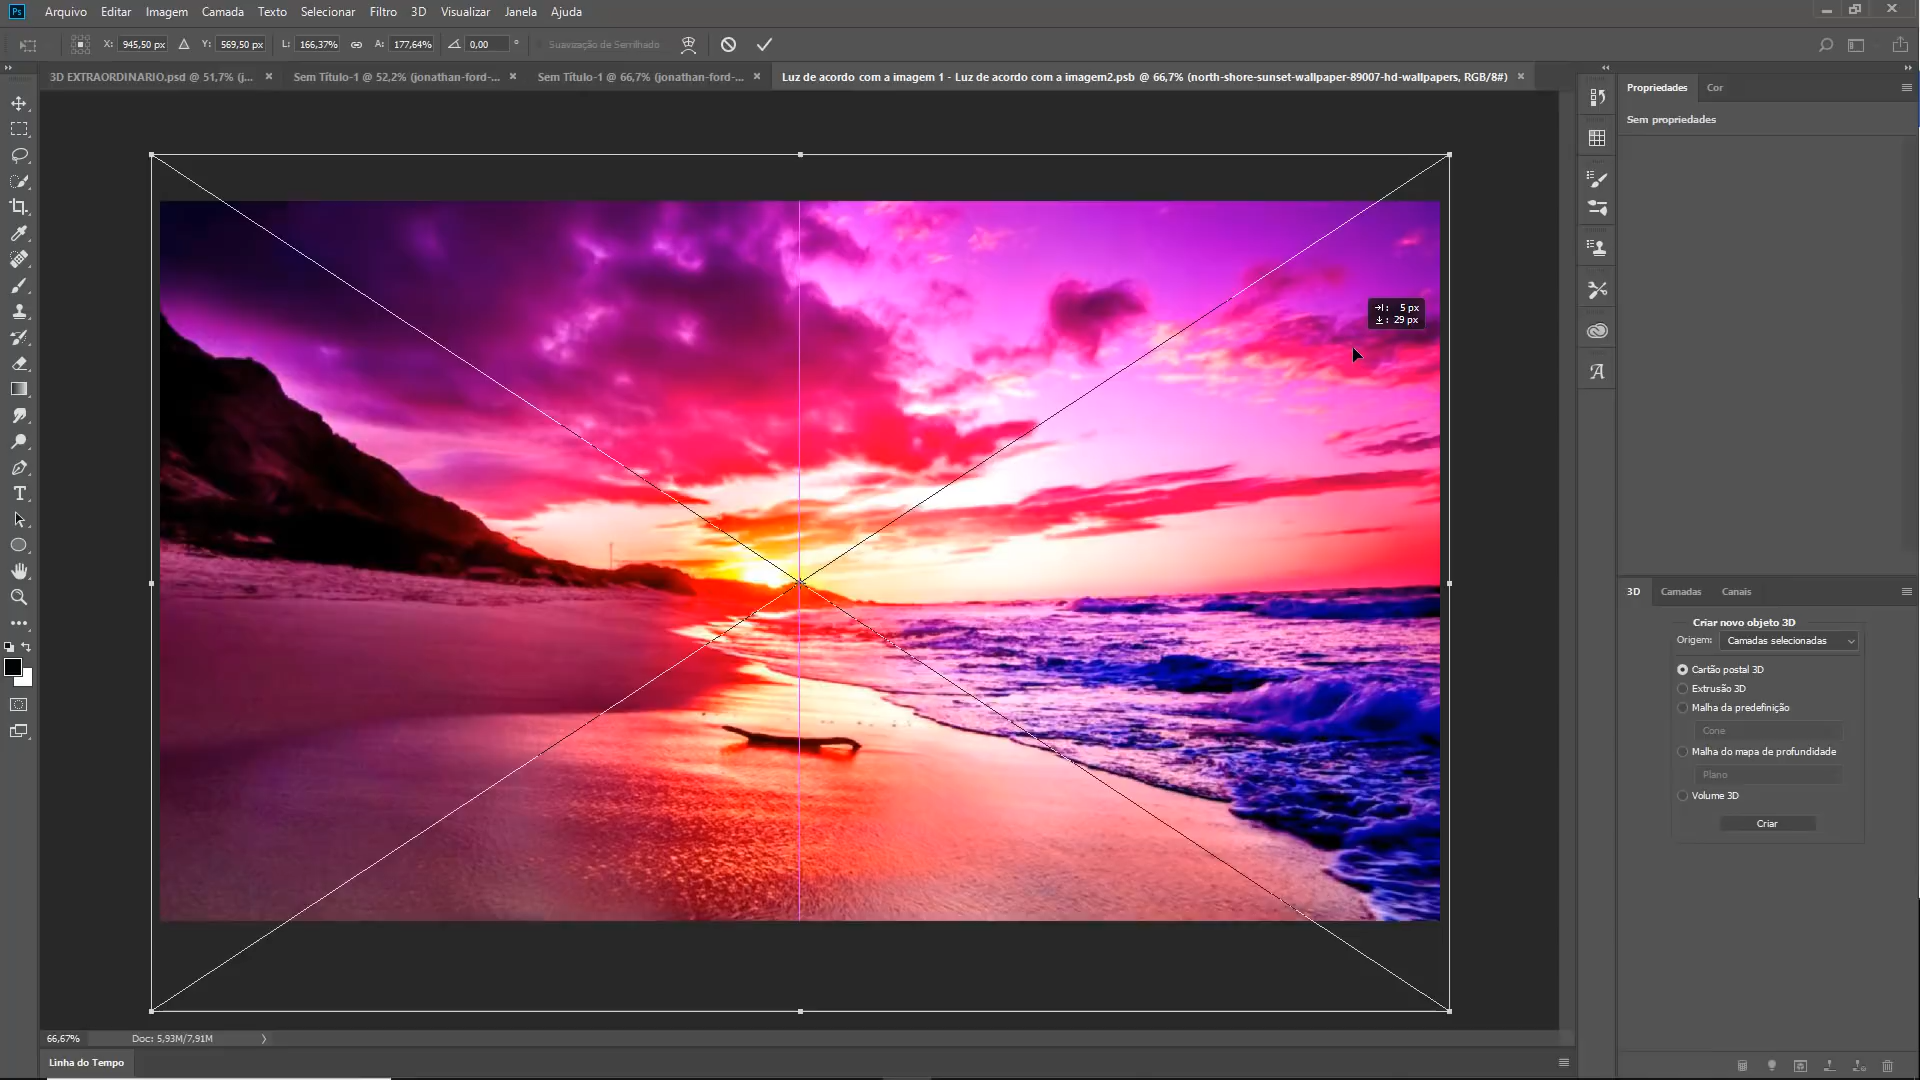 Ps Arquivo Editar Imagem Camada Texto Selecionar Filtro 3D Visualizar Janela Ajuda
X: 945,50 px Y: 569,50 px L: 166,37% A: 177,64% 0,00 ° Suavização de Serrilhado
3D EXTRAORDINARIO.psd @ 51,7% (j... × Sem Título-1 @ 52,2% (jonathan-ford-... × Sem Título-1 @ 66,7% (jonathan-ford-... × Luz de acordo com a imagem 1 - Luz de acordo com a imagem2.psb @ 66,7% (north-shore-sunset-wallpaper-89007-hd-wallpapers, RGB/8#) ×
Propriedades Cor
Sem propriedades
5 px
29 px
3D Camadas Canais
Criar novo objeto 3D
Origem: Camadas selecionadas
Cartão postal 3D
Extrusão 3D
Malha da predefinição
Cone
Malha do mapa de profundidade
Plano
Volume 3D
Criar
66,67% Doc: 5,93M/7,91M
Linha do Tempo